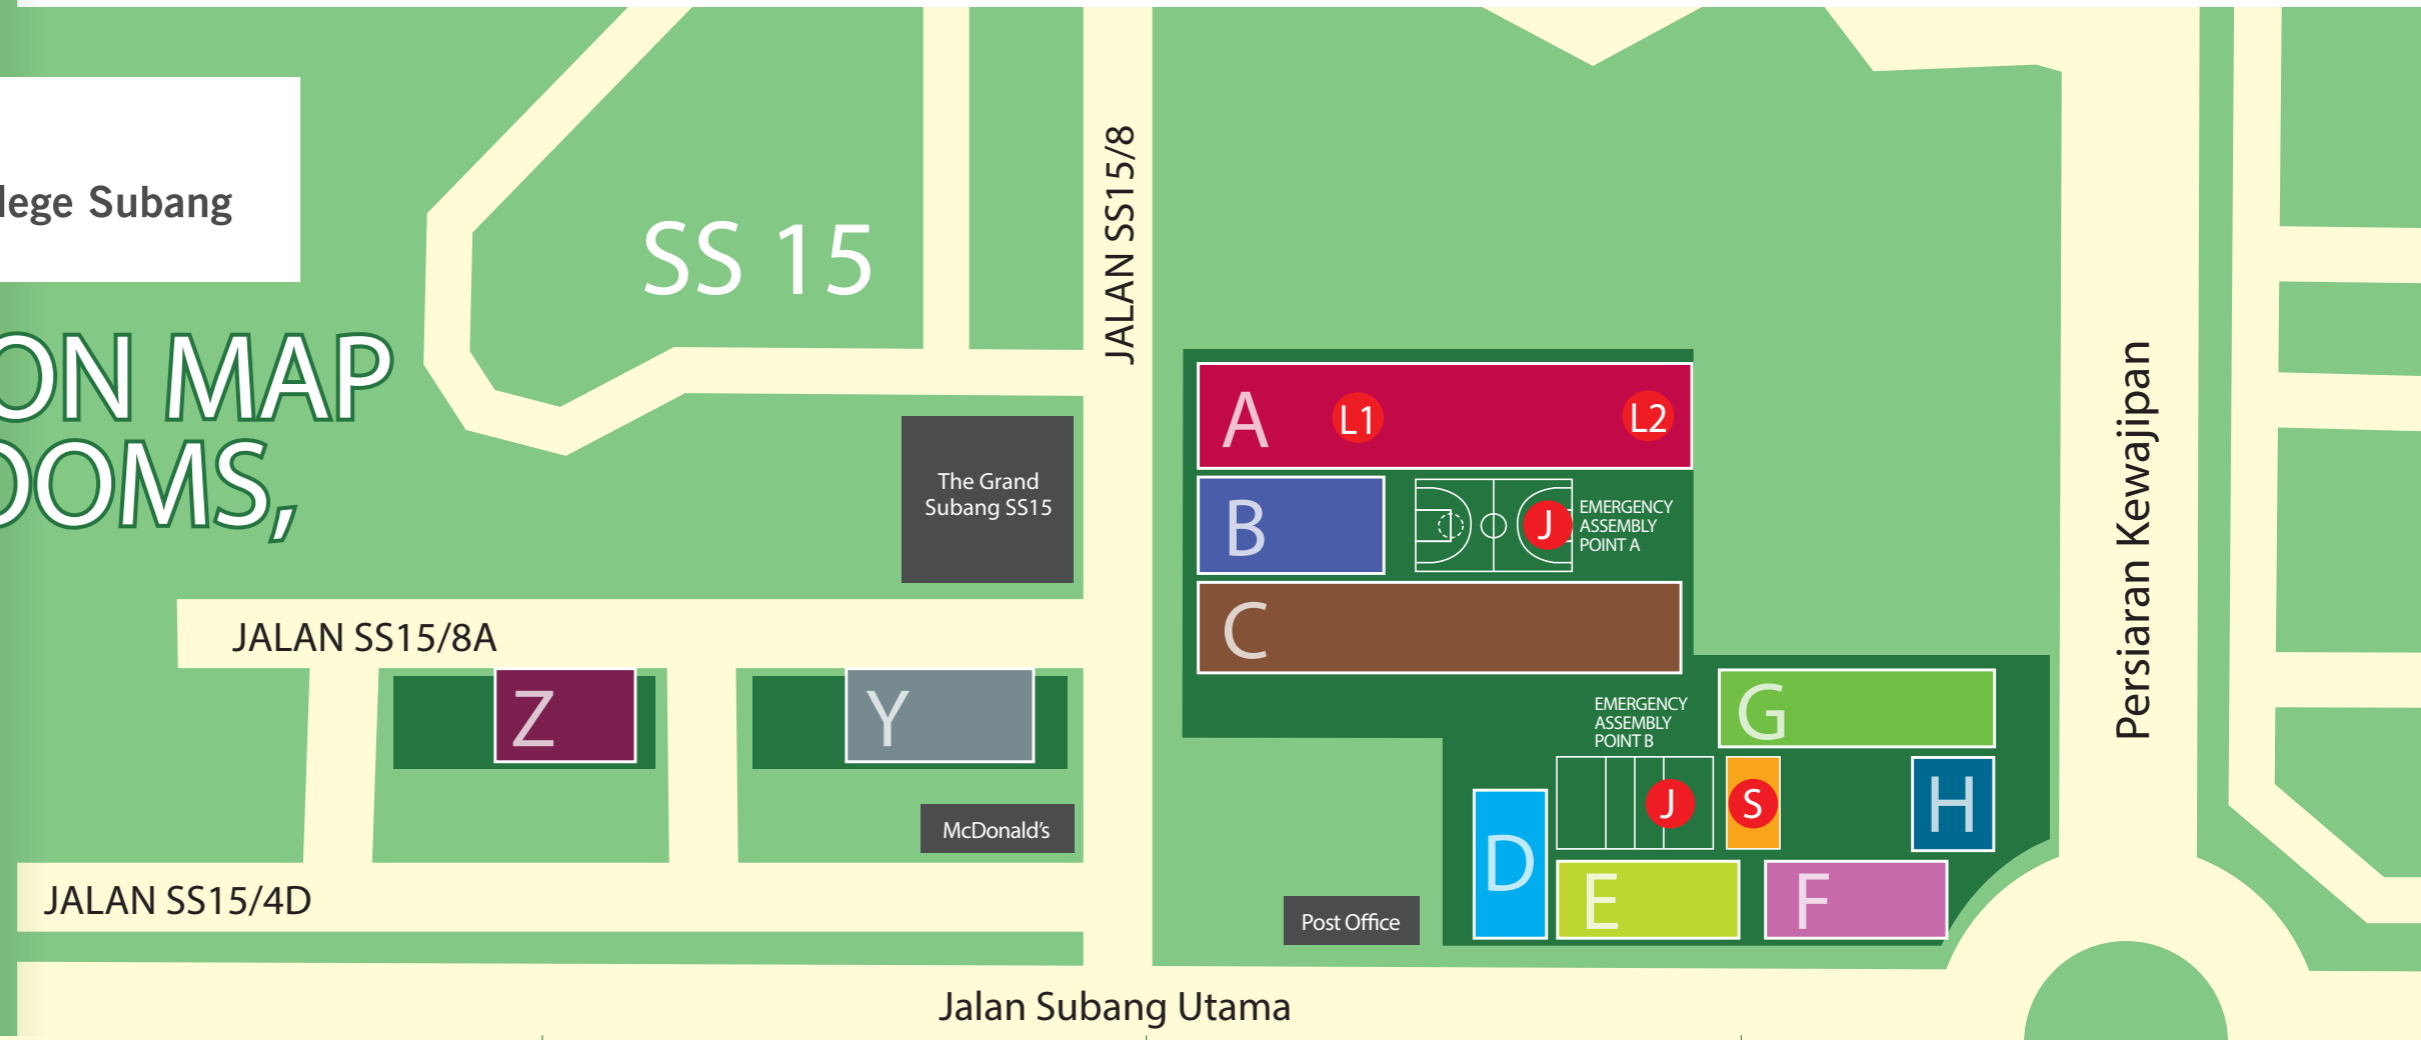 lege Subang
ON MAP
OOMS,
SS 15
JALAN SS15/8
The Grand
Subang SS15
JALAN SS15/8A
Z
Y
McDonald's
JALAN SS15/4D
A
L1
L2
B
J
EMERGENCY
ASSEMBLY
POINT A
C
EMERGENCY
ASSEMBLY
POINT B
G
J
S
H
D
E
F
Post Office
Persiaran Kewajipan
Jalan Subang Utama